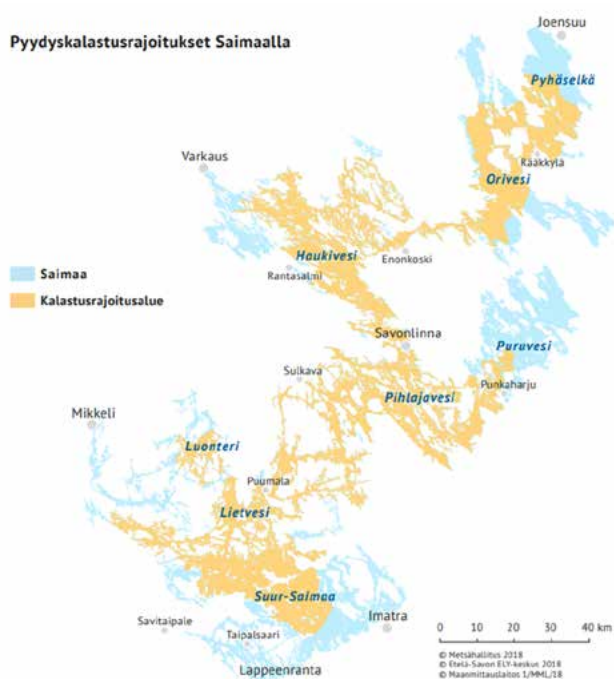 Pyydyskalastusrajoitukset Saimaalla
Joensuu
Pyhäselkä
Rääkkylä
Varkaus
Orivesi
Haukivesi
Enonkoski
Rantasalmi
Saimaa
Kalastusrajoitusalue
Savonlinna
Puruvesi
Sulkava
Punkaharju
Pihlajavesi
Mikkeli
Luonteri
Puumala
Lietvesi
Suur-Saimaa
Savitaipale
Imatra
Taipalsaari
Lappeenranta
0 10 20 30 40 km
© Metsähallitus 2018
© Etelä-Savon ELY-keskus 2018
© Maanmittauslaitos 1/MML/18